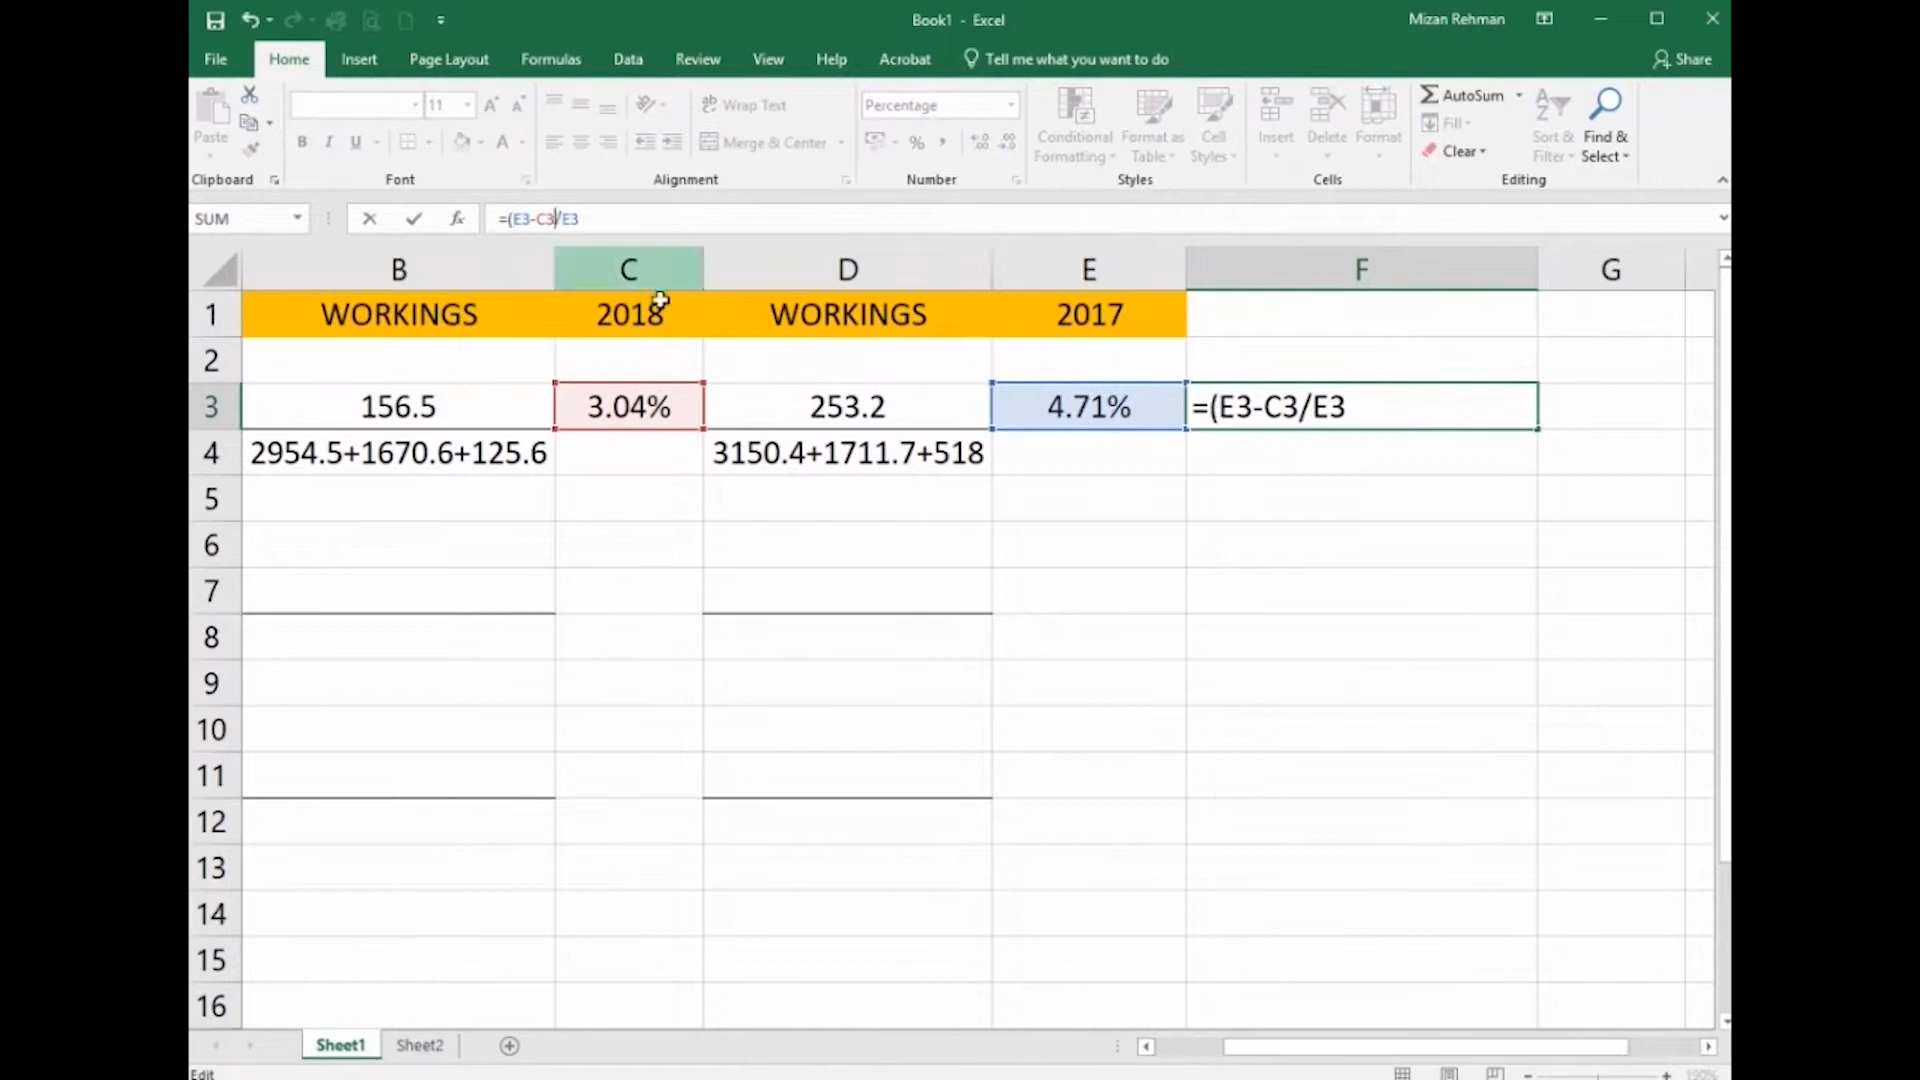 Book1 - Excel
Mizan Rehman
File Home Insert Page Layout Formulas Data Review View Help Acrobat Tell me what you want to do Share
Paste
11
B I U A
Wrap Text
Merge & Center
Percentage
% ,
Conditional Formatting
Format as Table
Cell Styles
Insert
Delete
Format
AutoSum
Fill
Clear
Sort & Filter
Find & Select
Clipboard Font Alignment Number Styles Cells Editing
SUM fx =(E3-C3/E3
B C D E F G
1 WORKINGS 2018 WORKINGS 2017
2
3 156.5 3.04% 253.2 4.71% =(E3-C3/E3
4 2954.5+1670.6+125.6 3150.4+1711.7+518
5
6
7
8
9
10
11
12
13
14
15
16
Sheet1 Sheet2
Edit 190%